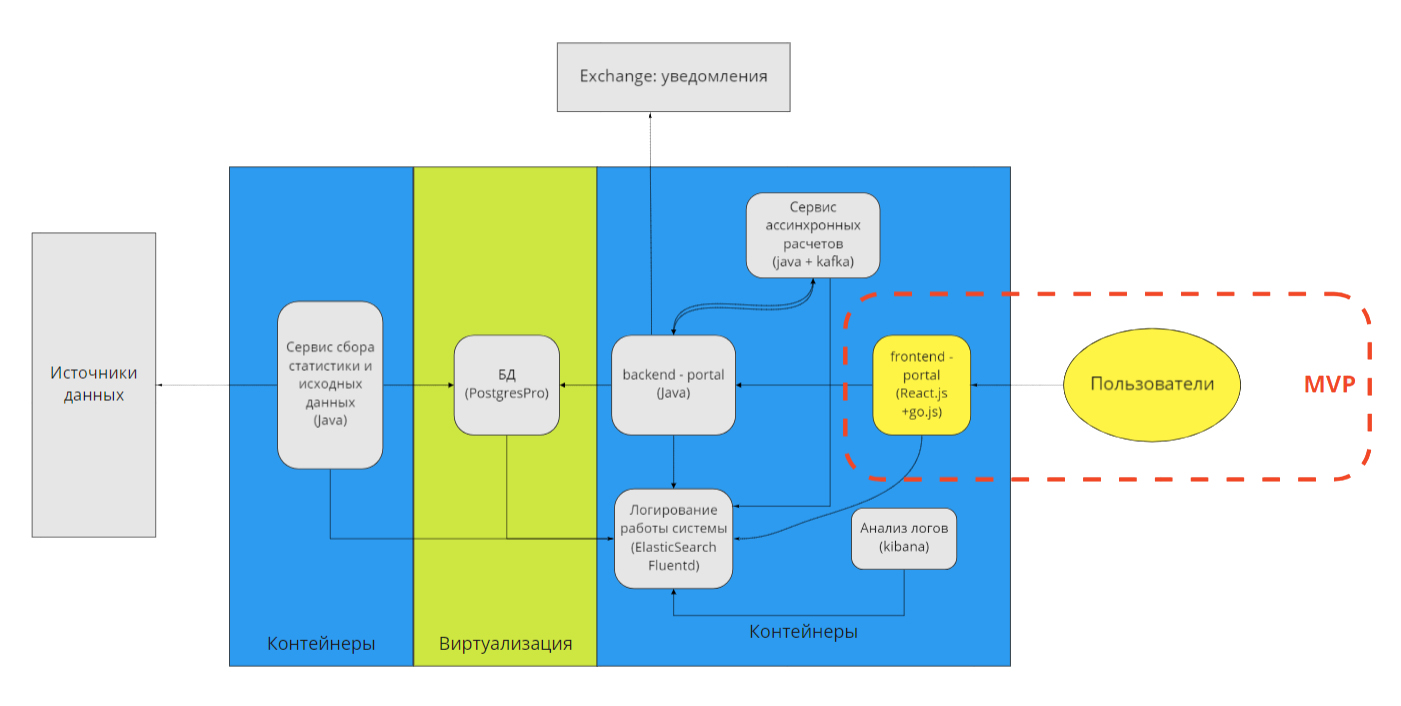 Exchange: уведомления
Сервис
ассинхронных
расчетов
(java + kafka)
Источники
данных
Сервис сбора
статистики и
исходных
данных
(Java)
БД
(PostgresPro)
backend - portal
(Java)
frontend -
portal
(React.js
+go.js)
Пользователи
MVP
Логирование
работы системы
(ElasticSearch
Fluentd)
Анализ логов
(kibana)
Контейнеры
Виртуализация
Контейнеры